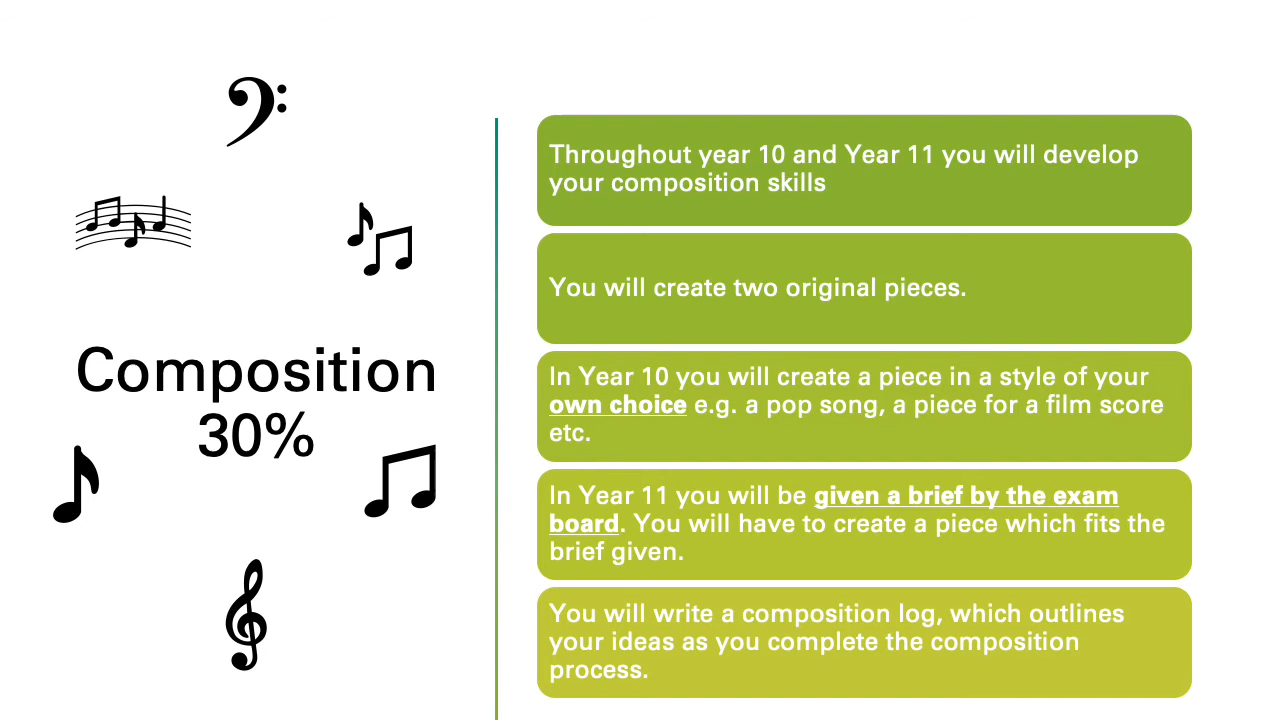 Composition
30%
Throughout year 10 and Year 11 you will develop
your composition skills
You will create two original pieces.
In Year 10 you will create a piece in a style of your
own choice e.g. a pop song, a piece for a film score
etc.
In Year 11 you will be given a brief by the exam
board. You will have to create a piece which fits the
brief given.
You will write a composition log, which outlines
your ideas as you complete the composition
process.